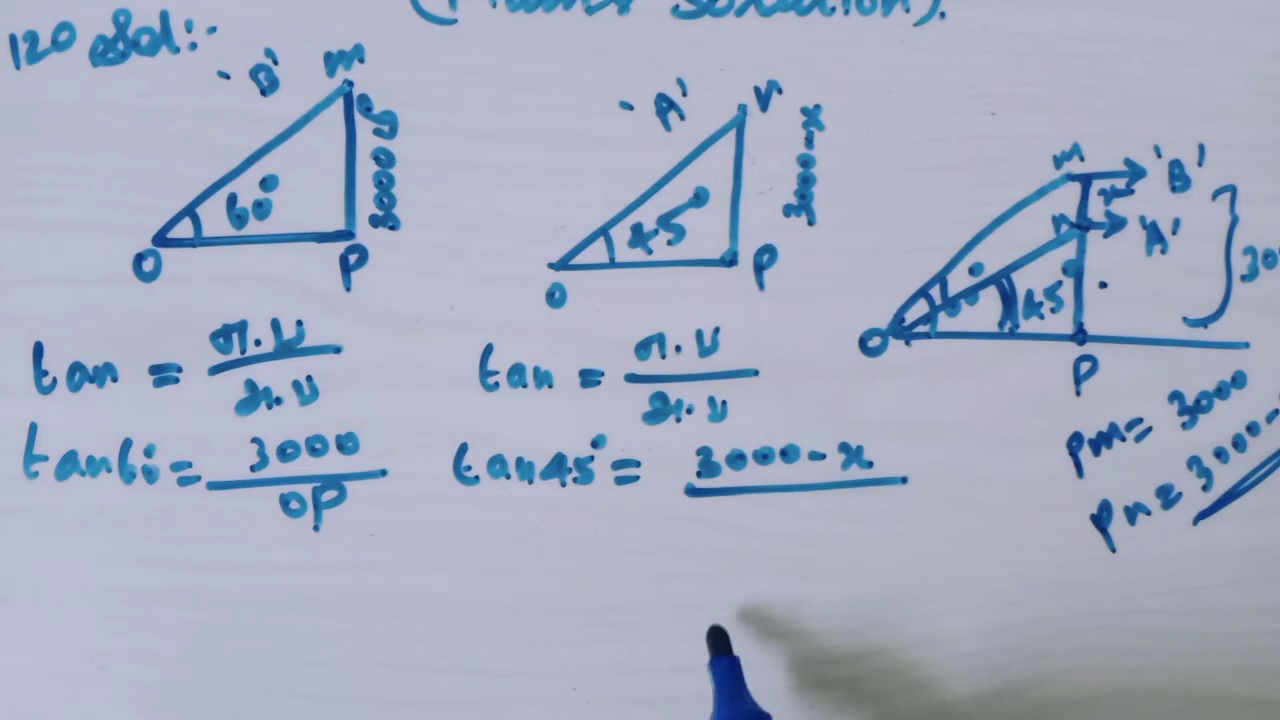 solution).
120 Sol:-
'B' m
3000
60°
O P
'A'
3000-x
45°
O P
m 'B'
x
n 'A'
60° 45°
O
P
tan =
tan =
tan60 = 3000
OP
tan45° = 3000-x
pm= 3000
pn= 3000-